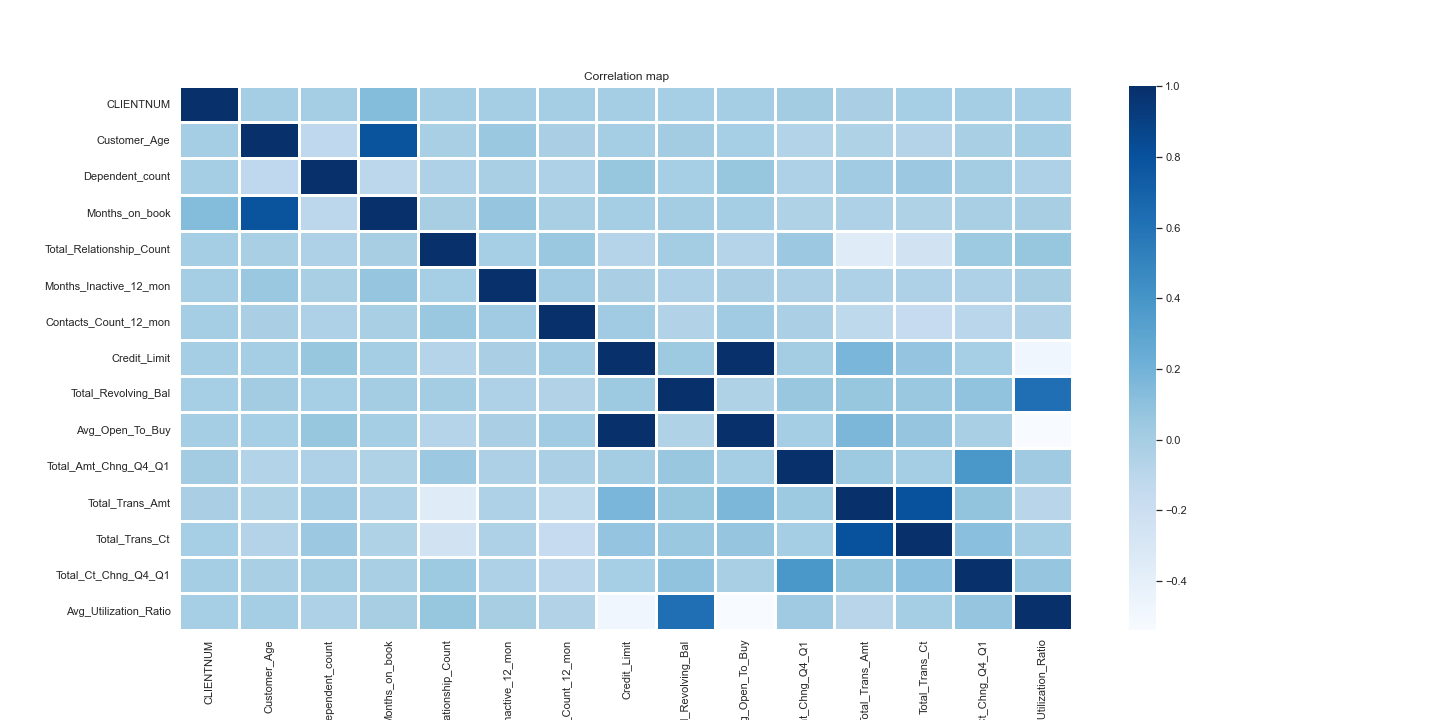 Correlation map
CLIENTNUM
Customer_Age
Dependent_count
Months_on_book
Total_Relationship_Count
Months_Inactive_12_mon
Contacts_Count_12_mon
Credit_Limit
Total_Revolving_Bal
Avg_Open_To_Buy
Total_Amt_Chng_Q4_Q1
Total_Trans_Amt
Total_Trans_Ct
Total_Ct_Chng_Q4_Q1
Avg_Utilization_Ratio
CLIENTNUM
Customer_Age
ependent_count
Months_on_book
ationship_Count
nactive_12_mon
_Count_12_mon
Credit_Limit
l_Revolving_Bal
g_Open_To_Buy
t_Chng_Q4_Q1
Total_Trans_Amt
Total_Trans_Ct
t_Chng_Q4_Q1
Utilization_Ratio
1.0
0.8
0.6
0.4
0.2
0.0
−0.2
−0.4